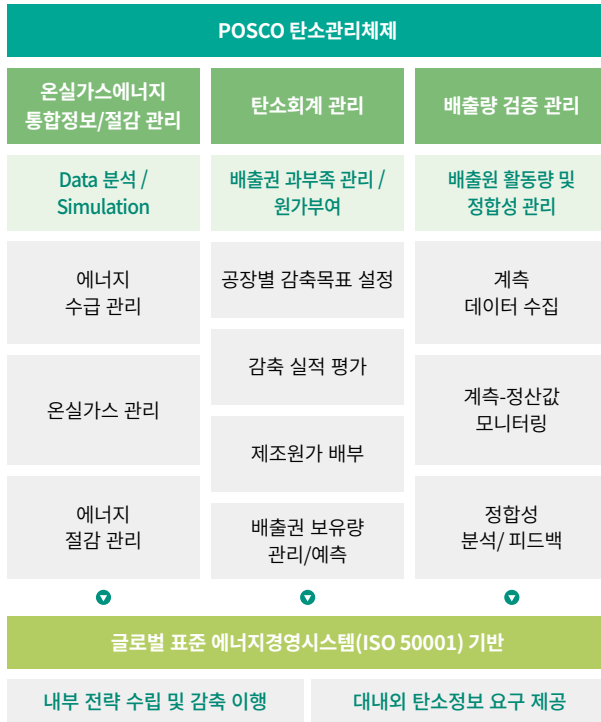 POSCO 탄소관리체제
온실가스에너지
통합정보/절감 관리
Data 분석 /
Simulation
에너지
수급 관리
온실가스 관리
에너지
절감 관리
탄소회계 관리
배출권 과부족 관리 /
원가부여
공장별 감축목표 설정
감축 실적 평가
제조원가 배부
배출권 보유량
관리/예측
배출량 검증 관리
배출원 활동량 및
정합성 관리
계측
데이터 수집
계측-정산값
모니터링
정합성
분석/ 피드백
글로벌 표준 에너지경영시스템(ISO 50001) 기반
내부 전략 수립 및 감축 이행
대내외 탄소정보 요구 제공